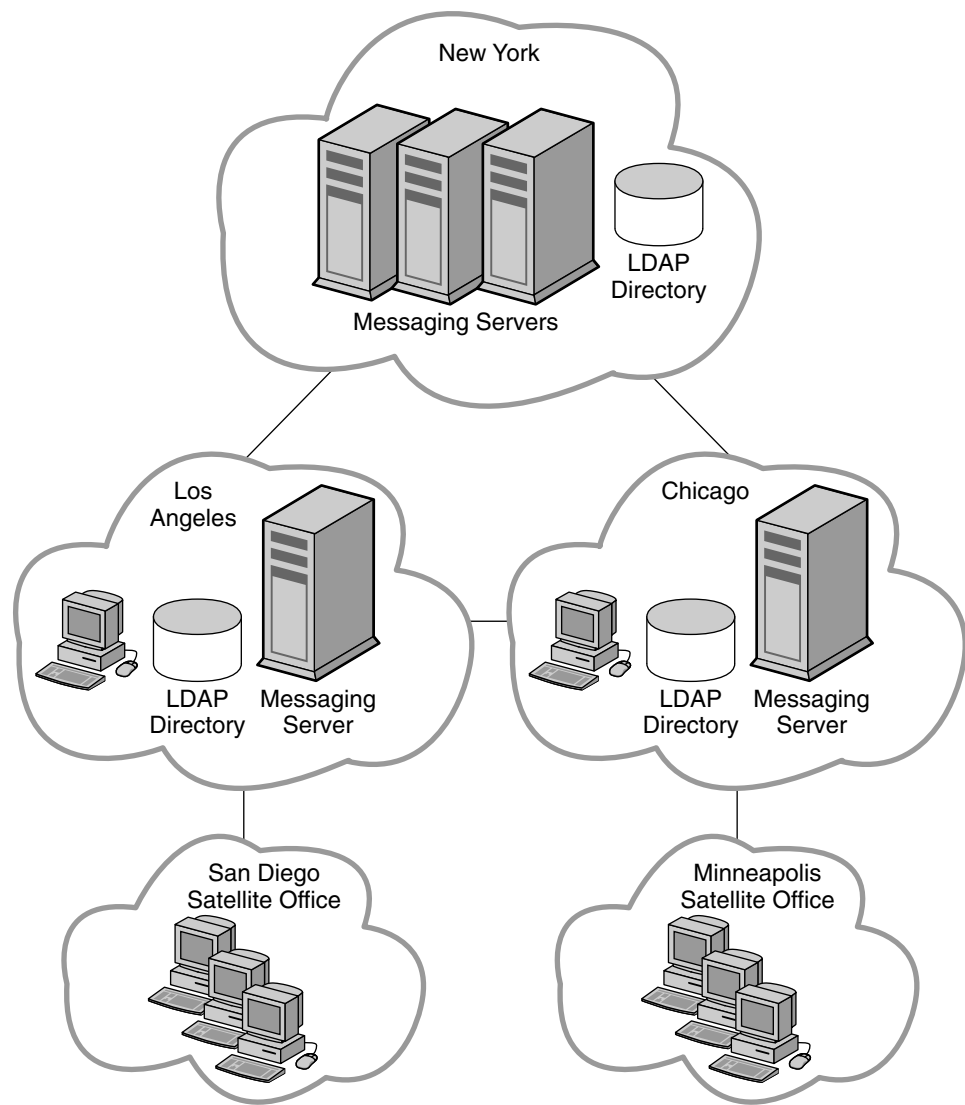 New York
LDAP
Directory
Messaging Servers
Los
Angeles
LDAP
Directory
Messaging
Server
Chicago
LDAP
Directory
Messaging
Server
San Diego
Satellite Office
Minneapolis
Satellite Office